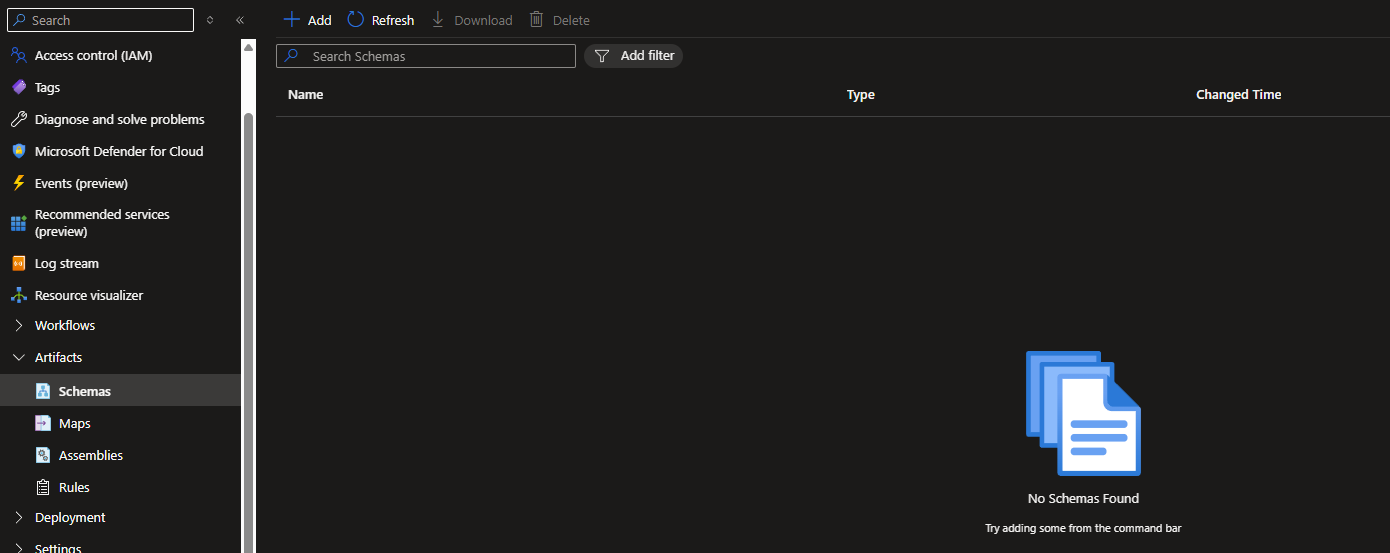 Search
Add
Refresh
Download
Delete
Access control (IAM)
Tags
Diagnose and solve problems
Microsoft Defender for Cloud
Events (preview)
Recommended services
(preview)
Log stream
Resource visualizer
Workflows
Artifacts
Schemas
Maps
Assemblies
Rules
Deployment
Settings
Search Schemas
Add filter
Name
Type
Changed Time
No Schemas Found
Try adding some from the command bar